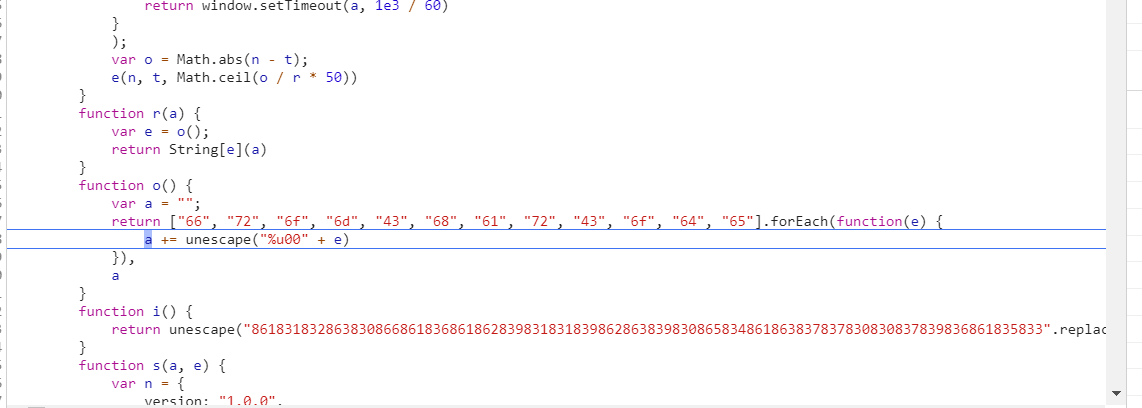 return window.setTimeout(a, 1e3 / 60)
}
);
var o = Math.abs(n - t);
e(n, t, Math.ceil(o / r * 50))
}
function r(a) {
var e = o();
return String[e](a)
}
function o() {
var a = "";
return ["66", "72", "6f", "6d", "43", "68", "61", "72", "43", "6f", "64", "65"].forEach(function(e) {
a += unescape("%u00" + e)
}),
a
}
function i() {
return unescape("861831832863830866861836861862839831831839862863839830865834861863837837830830837839836861835833".replac
}
function s(a, e) {
var n = {
version: "1.0.0",